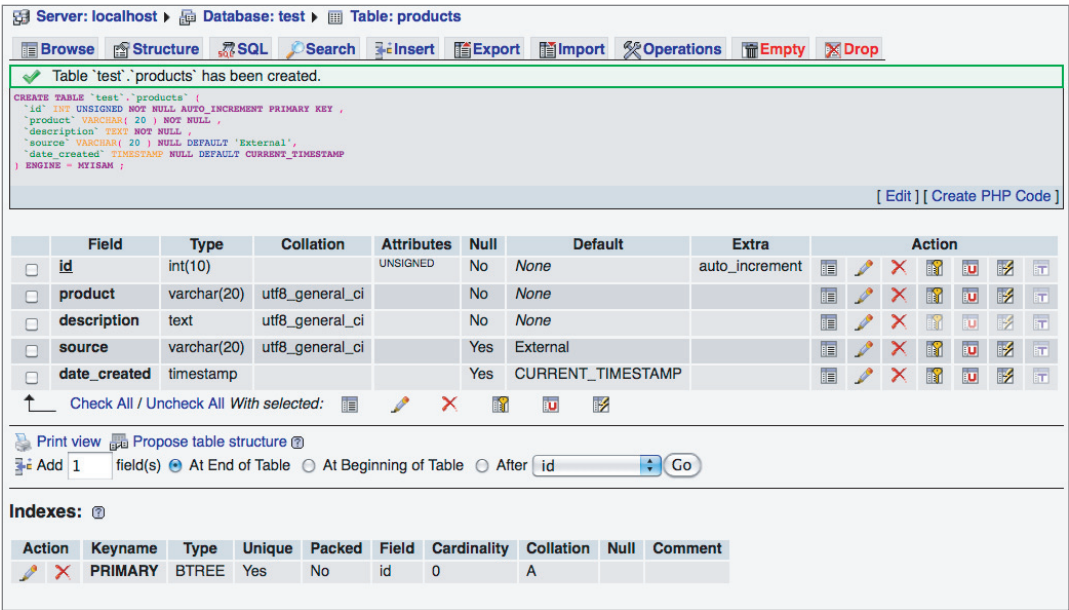 Server: localhost Database: test Table: products
Browse Structure SQL Search Insert Export Import Operations Empty Drop
Table `test`.`products` has been created.
CREATE TABLE `test`.`products` (
`id` INT UNSIGNED NOT NULL AUTO_INCREMENT PRIMARY KEY ,
`product` VARCHAR( 20 ) NOT NULL ,
`description` TEXT NOT NULL ,
`source` VARCHAR( 20 ) NULL DEFAULT 'External',
`date_created` TIMESTAMP NULL DEFAULT CURRENT_TIMESTAMP
) ENGINE = MYISAM ;
[ Edit ] [ Create PHP Code ]
Field Type Collation Attributes Null Default Extra Action
id int(10) UNSIGNED No None auto_increment
product varchar(20) utf8_general_ci No None
description text utf8_general_ci No None
source varchar(20) utf8_general_ci Yes External
date_created timestamp Yes CURRENT_TIMESTAMP
Check All / Uncheck All With selected:
Print view Propose table structure
Add 1 field(s) At End of Table At Beginning of Table After id Go
Indexes:
Action Keyname Type Unique Packed Field Cardinality Collation Null Comment
PRIMARY BTREE Yes No id 0 A